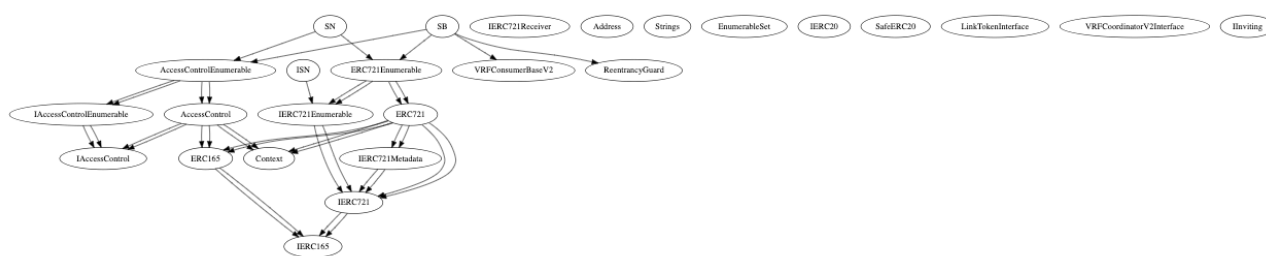 SN SB IERC721Receiver Address Strings EnumerableSet IERC20 SafeERC20 LinkTokenInterface VRFCoordinatorV2Interface IInviting
AccessControlEnumerable ISN ERC721Enumerable VRFConsumerBaseV2 ReentrancyGuard
IAccessControlEnumerable AccessControl IERC721Enumerable ERC721
IAccessControl ERC165 Context IERC721Metadata
IERC721
IERC165